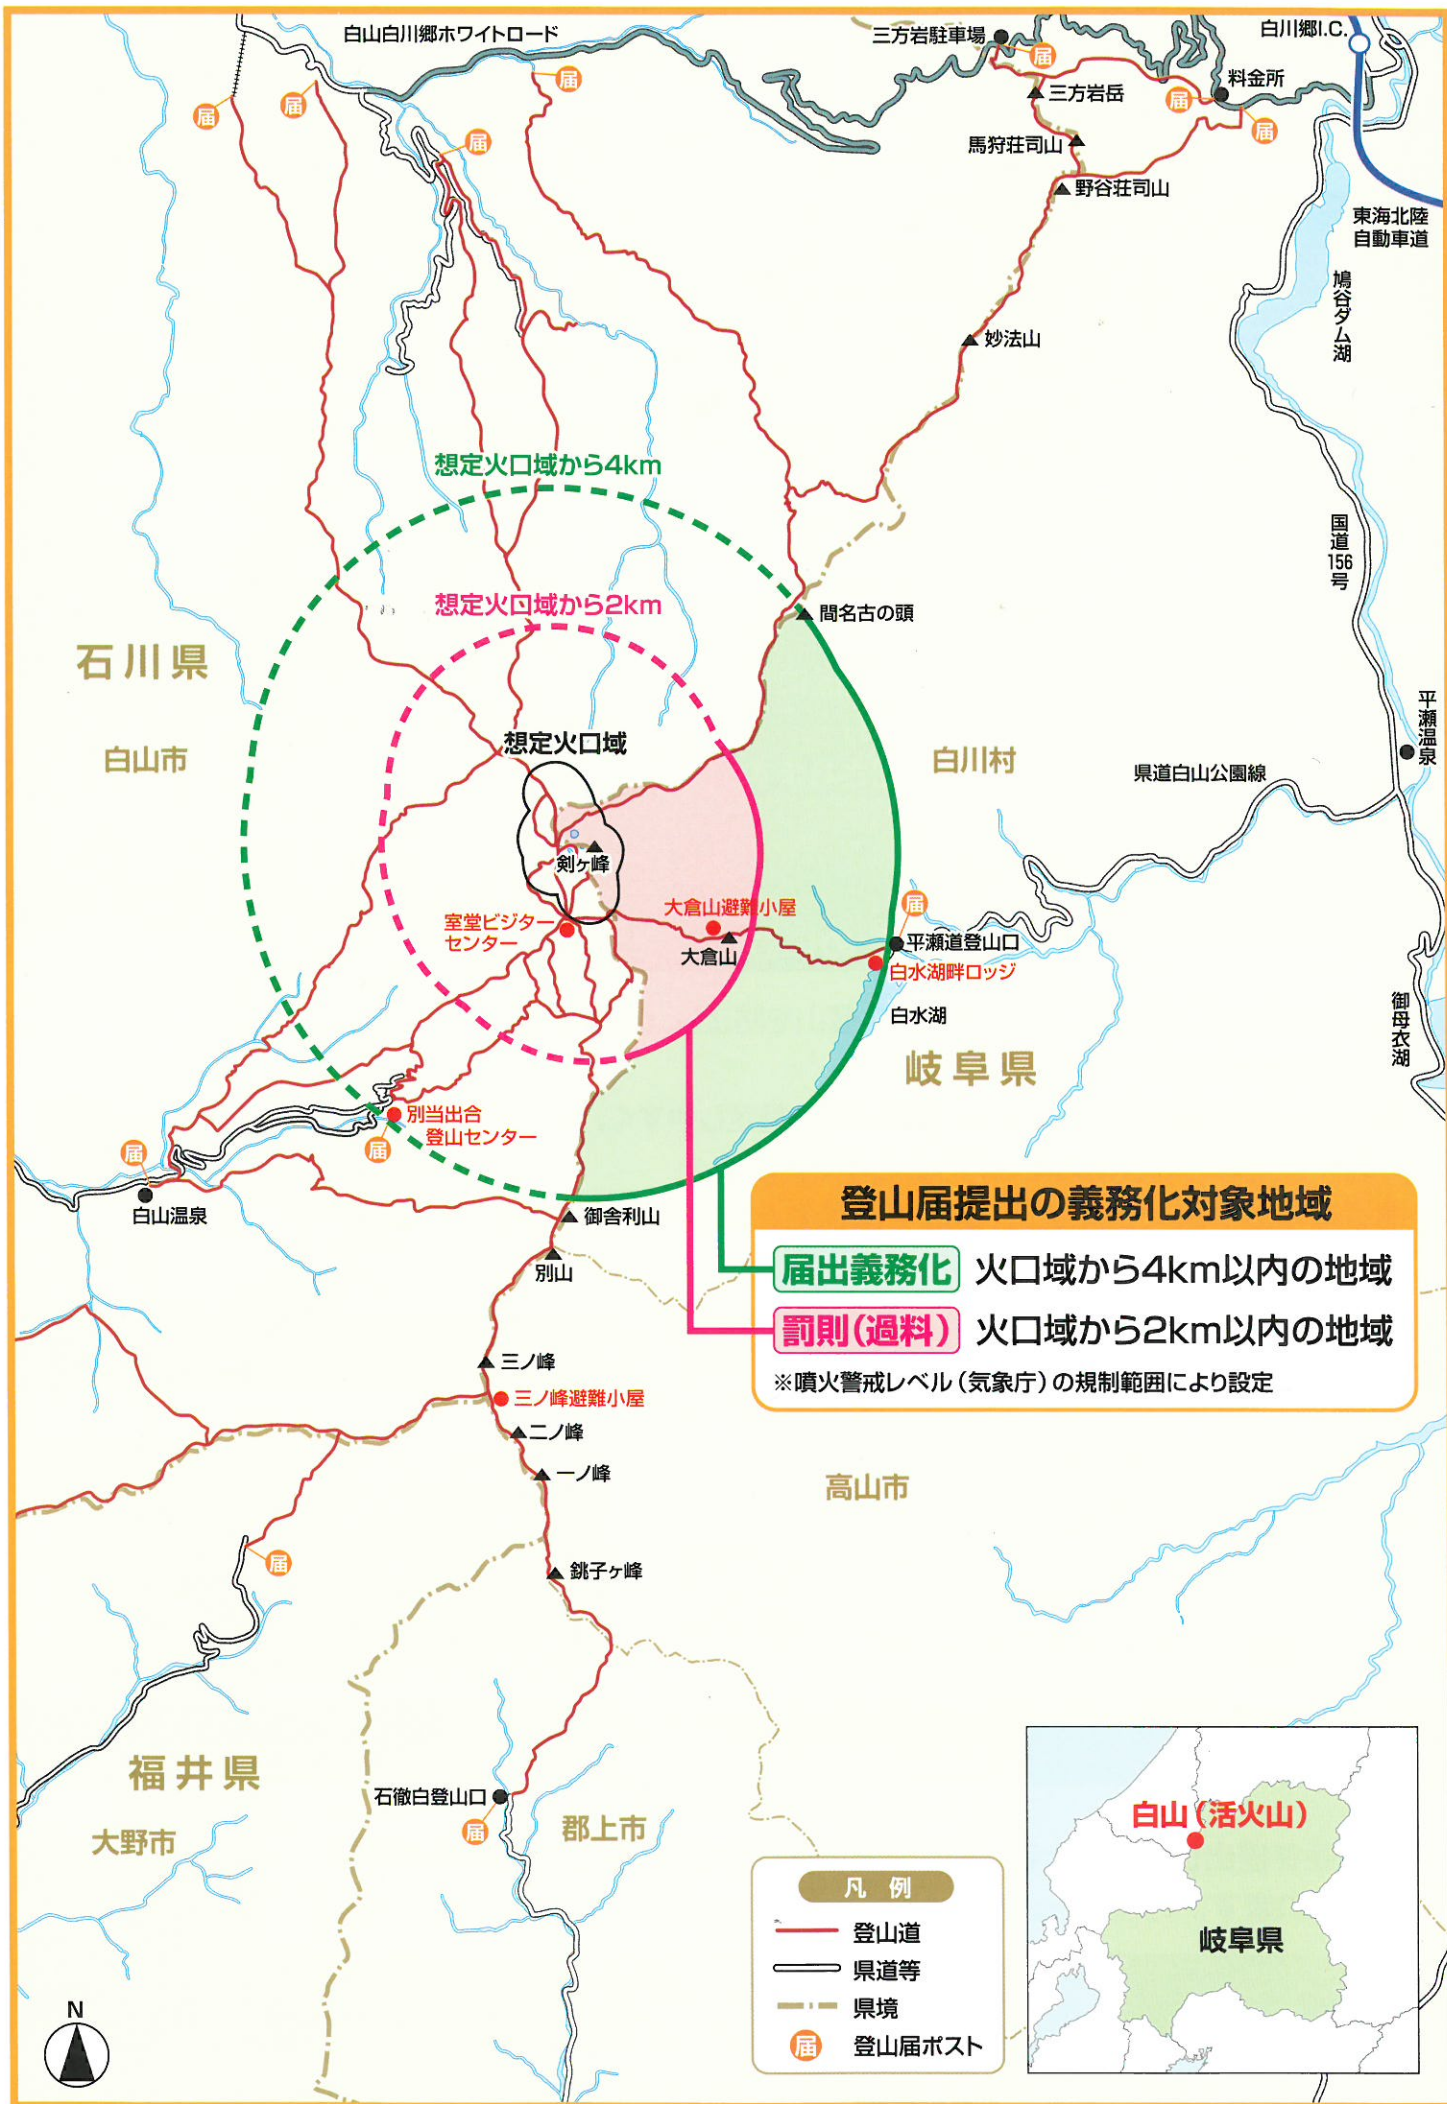 白山白川郷ホワイトロード
三方岩駐車場
白川郷I.C.
届
届
届
届
届
三方岩岳
料金所
届
届
馬狩荘司山
野谷荘司山
東海北陸
自動車道
鳩谷ダム湖
妙法山
想定火口域から4km
国道156号
想定火口域から2km
間名古の頭
石川県
白山市
想定火口域
白川村
平瀬温泉
県道白山公園線
剣ヶ峰
室堂ビジター
センター
大倉山避難小屋
大倉山
届
平瀬道登山口
白水湖畔ロッジ
白水湖
御母衣湖
岐阜県
別当出合
登山センター
届
届
白山温泉
御舎利山
別山
登山届提出の義務化対象地域
届出義務化 火口域から4km以内の地域
罰則(過料) 火口域から2km以内の地域
※噴火警戒レベル(気象庁)の規制範囲により設定
三ノ峰
三ノ峰避難小屋
二ノ峰
一ノ峰
高山市
届
銚子ヶ峰
福井県
大野市
石徹白登山口
届
郡上市
凡例
登山道
県道等
県境
届 登山届ポスト
白山(活火山)
岐阜県
N